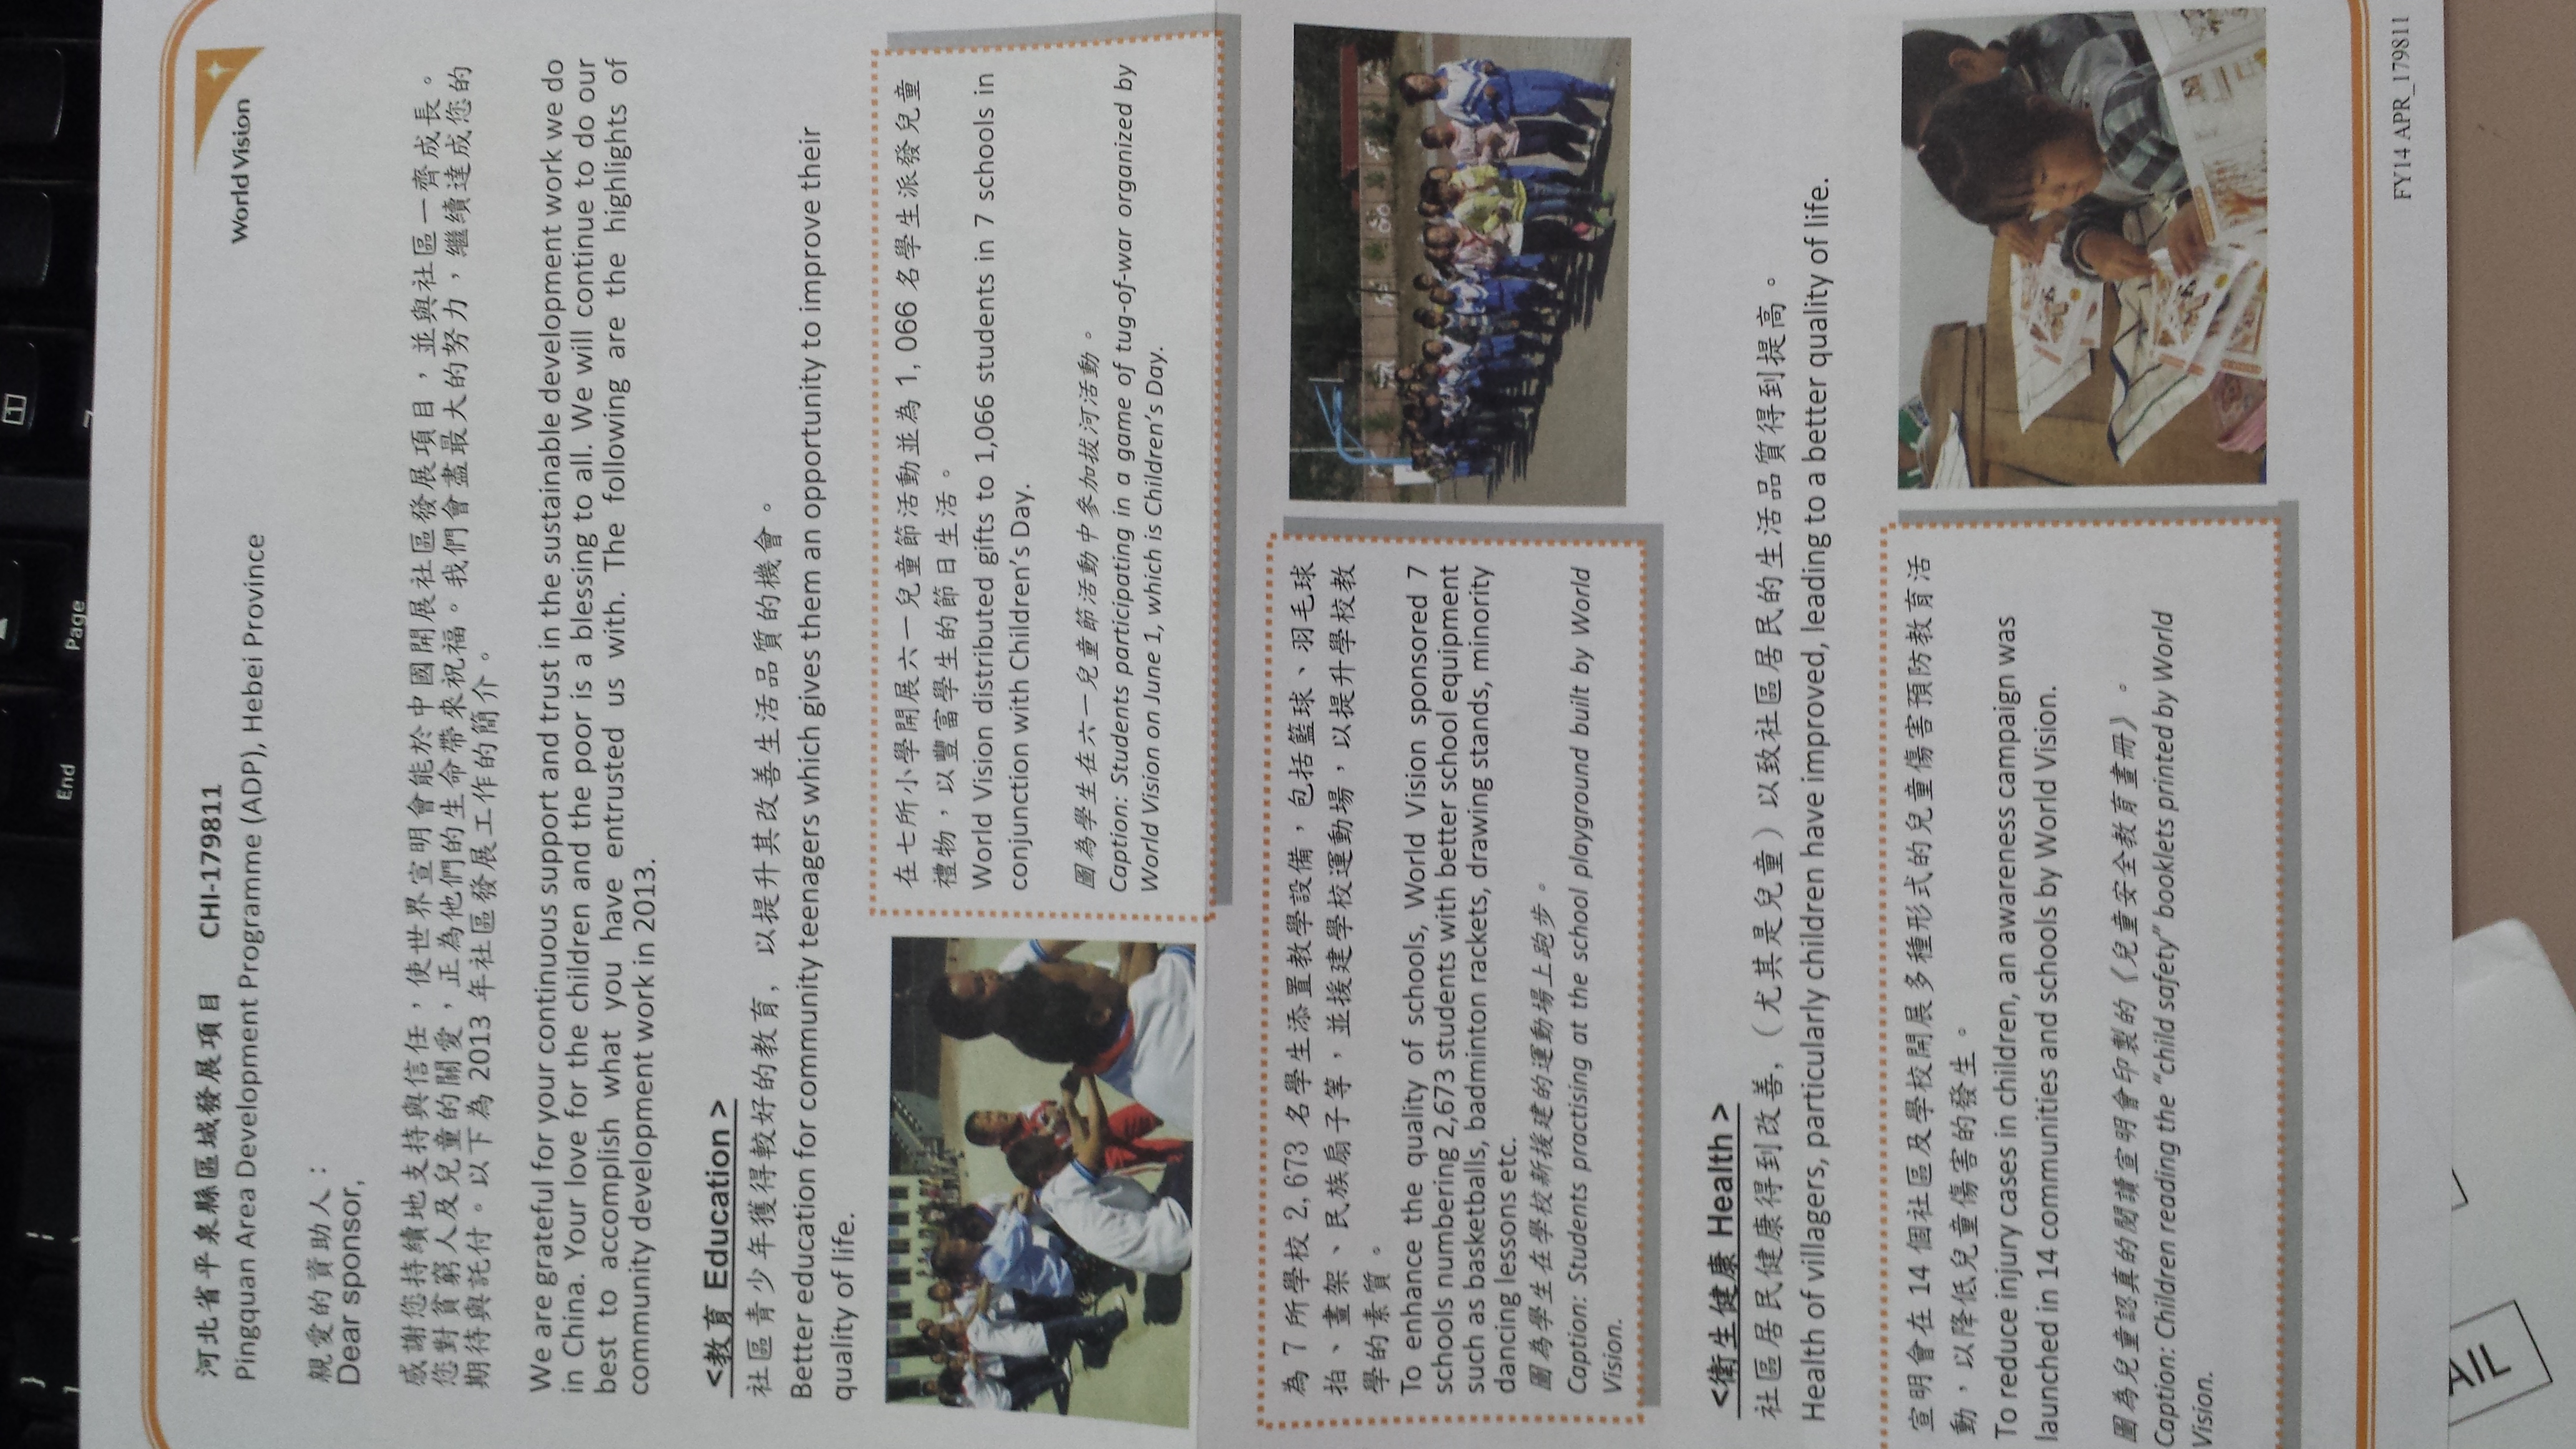 World Vision
河北省平泉縣區域發展項目 CHI-179811
Pingquan Area Development Programme (ADP), Hebei Province
親愛的資助人：
Dear sponsor,
感謝您持續地支持與信任，使世界宣明會能於中國開展社區發展項目，並與社區一齊成長。
您對貧窮人及兒童的關愛，正為他們的生命帶來祝福。我們會盡最大的努力，繼續達成您的
期待與託付。以下為 2013 年社區發展工作的簡介。
We are grateful for your continuous support and trust in the sustainable development work we do
in China. Your love for the children and the poor is a blessing to all. We will continue to do our
best to accomplish what you have entrusted us with. The following are the highlights of
community development work in 2013.
<教育 Education >
社區青少年獲得較好的教育，以提升其改善生活品質的機會。
Better education for community teenagers which gives them an opportunity to improve their
quality of life.
在七所小學開展六一兒童節活動並為 1,066 名學生派發兒童
禮物，以豐富學生的節日生活。
World Vision distributed gifts to 1,066 students in 7 schools in
conjunction with Children's Day.
圖為學生在六一兒童節活動中參加拔河活動。
Caption: Students participating in a game of tug-of-war organized by
World Vision on June 1, which is Children's Day.
為 7 所學校 2,673 名學生添置教學設備，包括籃球、羽毛球
拍、畫架、民族扇子等，並援建學校運動場，以提升學校教
學的素質。
To enhance the quality of schools, World Vision sponsored 7
schools numbering 2,673 students with better school equipment
such as basketballs, badminton rackets, drawing stands, minority
dancing lessons etc.
圖為學生在學校新援建的運動場上跑步。
Caption: Students practising at the school playground built by World
Vision.
<衛生健康 Health >
社區居民健康得到改善，（尤其是兒童）以致社區居民的生活品質得到提高。
Health of villagers, particularly children have improved, leading to a better quality of life.
宣明會在 14 個社區及學校開展多種形式的兒童傷害預防教育活
動，以降低兒童傷害的發生。
To reduce injury cases in children, an awareness campaign was
launched in 14 communities and schools by World Vision.
圖為兒童認真的閱讀宣明會印製的《兒童安全教育畫冊》。
Caption: Children reading the "child safety" booklets printed by World
Vision.
FY14 APR_179811
End
Page
1
AIL